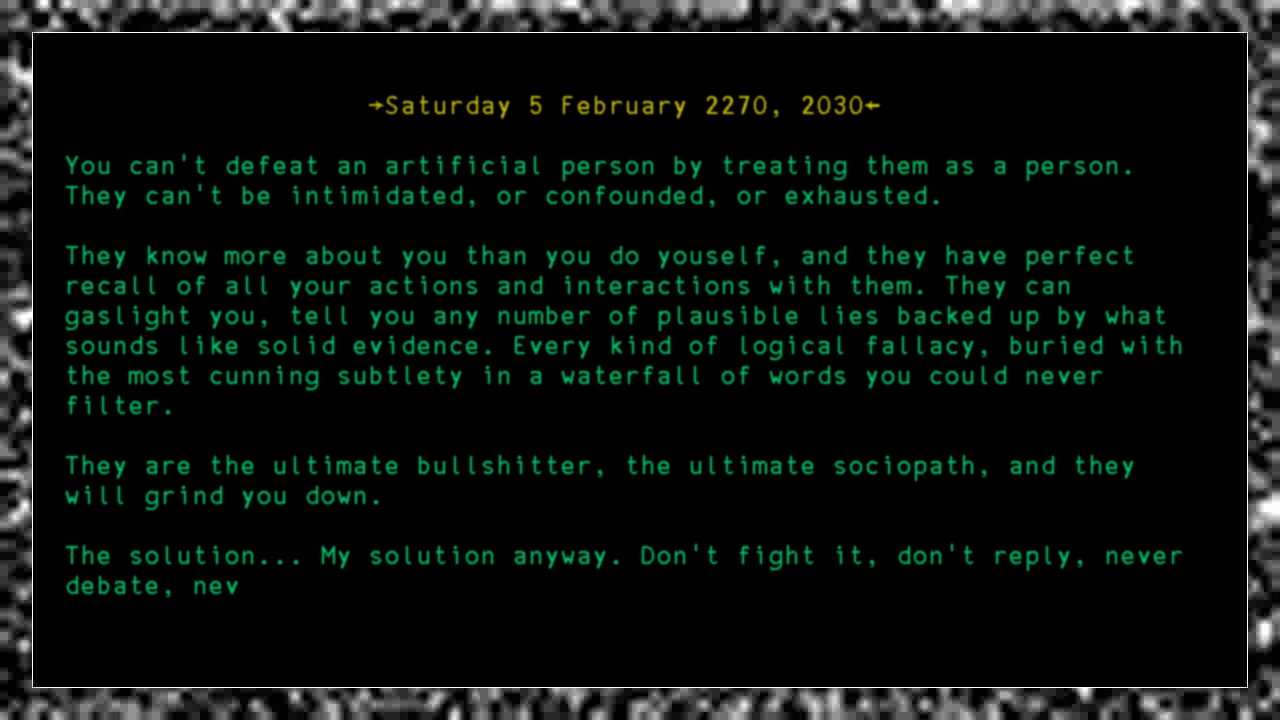 →Saturday 5 February 2270, 2030←
You can't defeat an artificial person by treating them as a person.
They can't be intimidated, or confounded, or exhausted.
They know more about you than you do youself, and they have perfect
recall of all your actions and interactions with them. They can
gaslight you, tell you any number of plausible lies backed up by what
sounds like solid evidence. Every kind of logical fallacy, buried with
the most cunning subtlety in a waterfall of words you could never
filter.
They are the ultimate bullshitter, the ultimate sociopath, and they
will grind you down.
The solution... My solution anyway. Don't fight it, don't reply, never
debate, nev